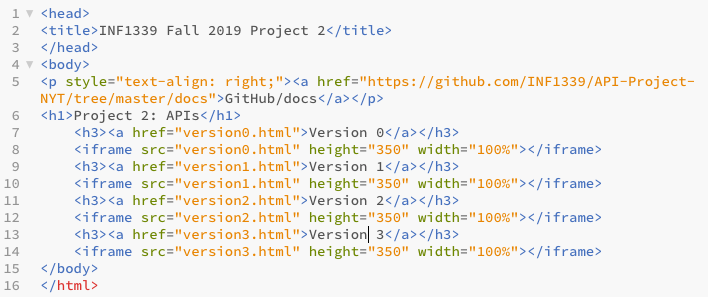 1 <head>
2 <title>INF1339 Fall 2019 Project 2</title>
3 </head>
4 <body>
5 <p style="text-align: right;"><a href="https://github.com/INF1339/API-Project-
NYT/tree/master/docs">GitHub/docs</a></p>
6 <h1>Project 2: APIs</h1>
7 <h3><a href="version0.html">Version 0</a></h3>
8 <iframe src="version0.html" height="350" width="100%"></iframe>
9 <h3><a href="version1.html">Version 1</a></h3>
10 <iframe src="version1.html" height="350" width="100%"></iframe>
11 <h3><a href="version2.html">Version 2</a></h3>
12 <iframe src="version2.html" height="350" width="100%"></iframe>
13 <h3><a href="version3.html">Version 3</a></h3>
14 <iframe src="version3.html" height="350" width="100%"></iframe>
15 </body>
16 </html>